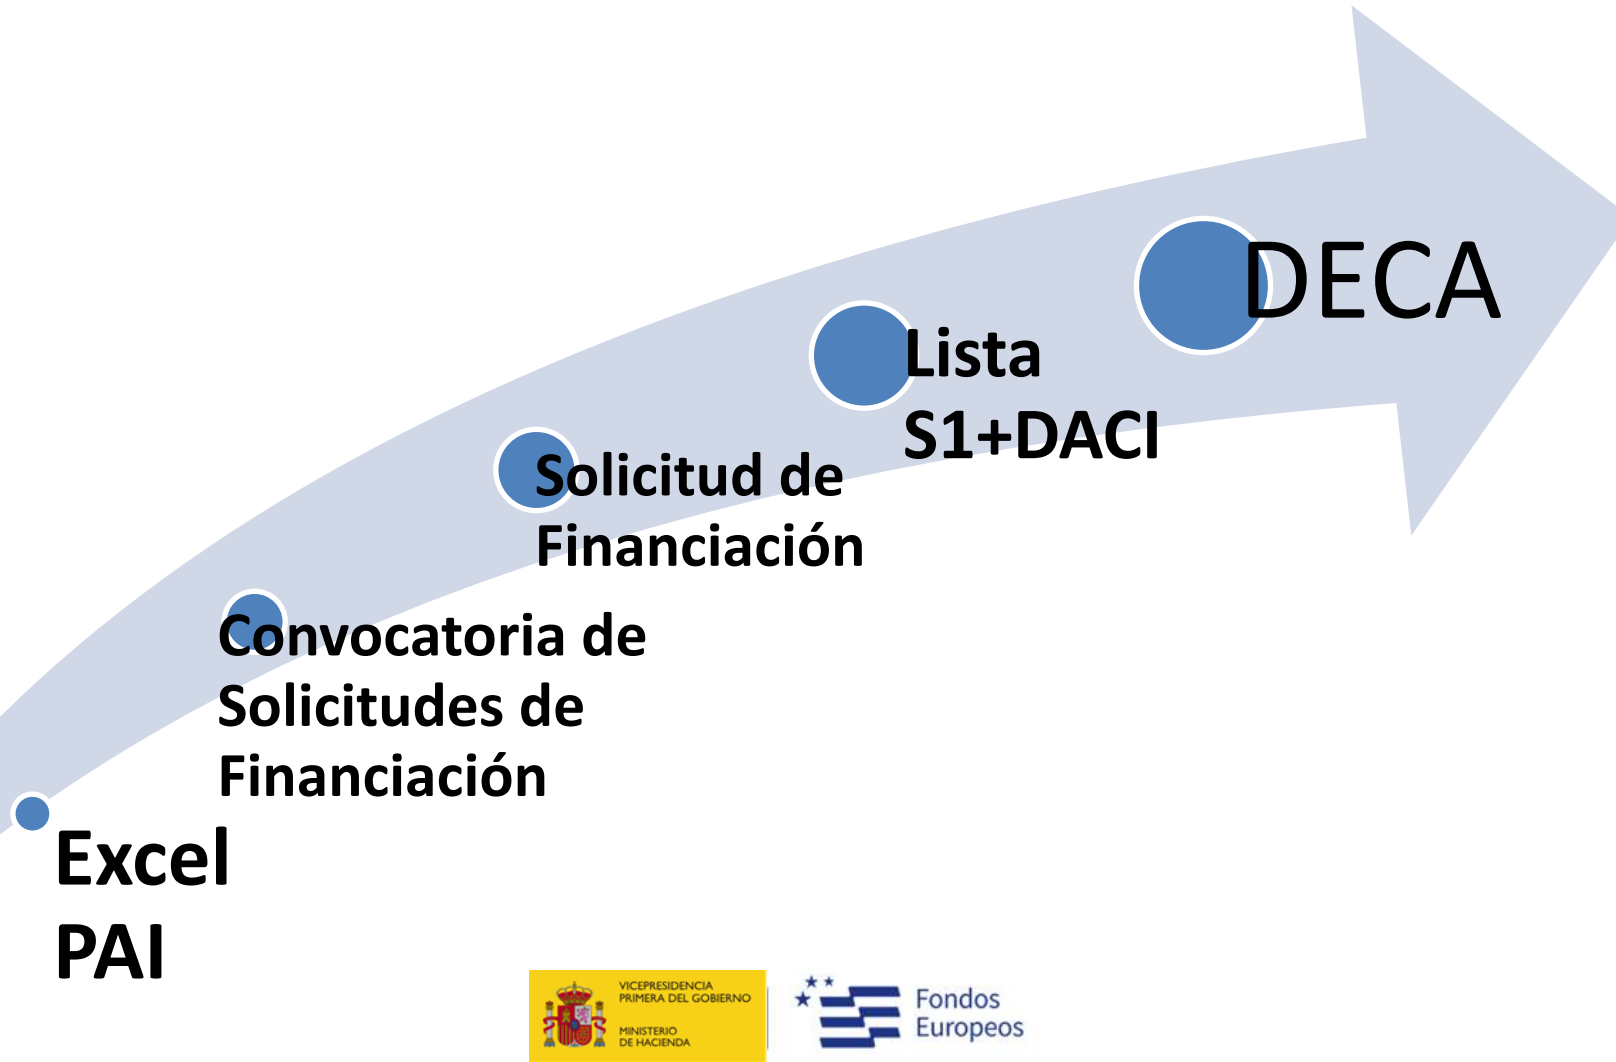 DECA
Lista
S1+DACI
Solicitud de
Financiación
Convocatoria de
Solicitudes de
Financiación
Excel
PAI
VICEPRESIDENCIA
PRIMERA DEL GOBIERNO
MINISTERIO
DE HACIENDA
Fondos
Europeos